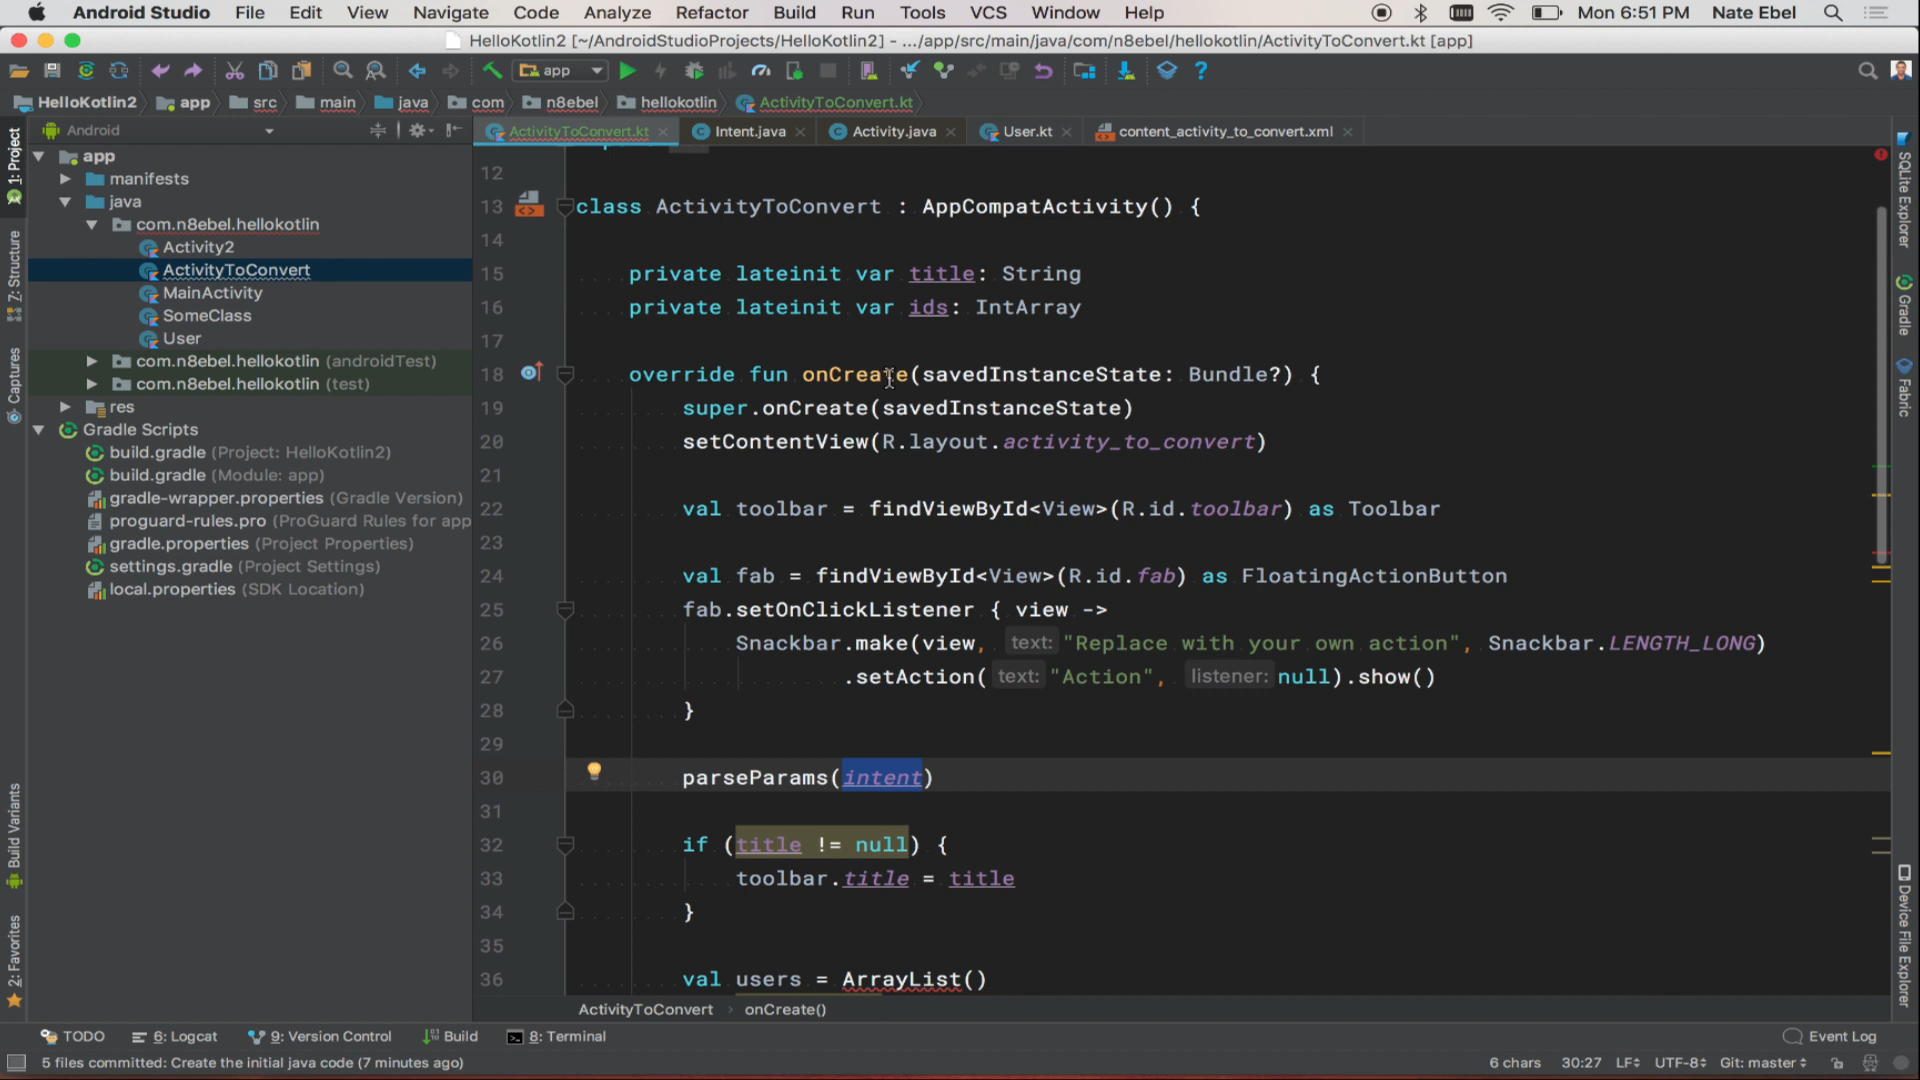 Android Studio File Edit View Navigate Code Analyze Refactor Build Run Tools VCS Window Help Mon 6:51 PM Nate Ebel
HelloKotlin2 [~/AndroidStudioProjects/HelloKotlin2] - .../app/src/main/java/com/n8ebel/hellokotlin/ActivityToConvert.kt [app]
app
HelloKotlin2 app src main java com n8ebel hellokotlin ActivityToConvert.kt
Android
ActivityToConvert.kt Intent.java Activity.java User.kt content_activity_to_convert.xml
1: Project
7: Structure
Captures
Build Variants
2: Favorites
app
manifests
java
com.n8ebel.hellokotlin
Activity2
ActivityToConvert
MainActivity
SomeClass
User
com.n8ebel.hellokotlin (androidTest)
com.n8ebel.hellokotlin (test)
res
Gradle Scripts
build.gradle (Project: HelloKotlin2)
build.gradle (Module: app)
gradle-wrapper.properties (Gradle Version)
proguard-rules.pro (ProGuard Rules for app
gradle.properties (Project Properties)
settings.gradle (Project Settings)
local.properties (SDK Location)
12
13 class ActivityToConvert : AppCompatActivity() {
14
15 private lateinit var title: String
16 private lateinit var ids: IntArray
17
18 override fun onCreate(savedInstanceState: Bundle?) {
19 super.onCreate(savedInstanceState)
20 setContentView(R.layout.activity_to_convert)
21
22 val toolbar = findViewById<View>(R.id.toolbar) as Toolbar
23
24 val fab = findViewById<View>(R.id.fab) as FloatingActionButton
25 fab.setOnClickListener { view ->
26 Snackbar.make(view, text: "Replace with your own action", Snackbar.LENGTH_LONG)
27 .setAction( text: "Action", listener: null).show()
28 }
29
30 parseParams(intent)
31
32 if (title != null) {
33 toolbar.title = title
34 }
35
36 val users = ArrayList()
ActivityToConvert onCreate()
SQLite Explorer
Gradle
Fabric
Device File Explorer
TODO 6: Logcat 9: Version Control Build 8: Terminal Event Log
5 files committed: Create the initial java code (7 minutes ago) 6 chars 30:27 LF UTF-8 Git: master